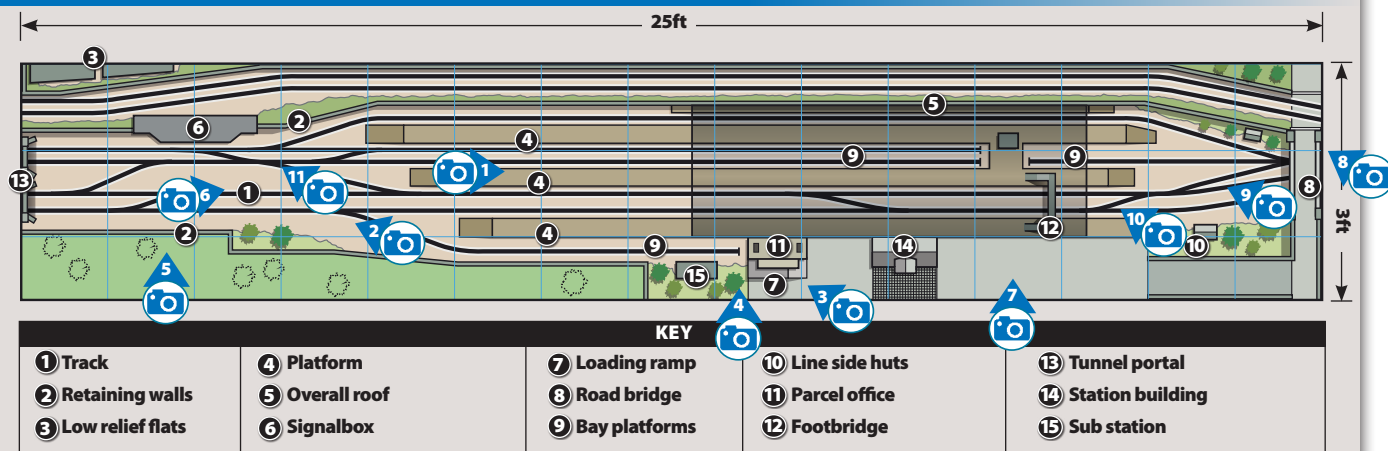 25ft
3
5
6
2
4
9
9
1
8
8
13
11
4
6
1
9
3ft
2
2
4
12
10
10
9
11
14
5
15
7
3
4
7
KEY
1 Track
2 Retaining walls
3 Low relief flats
4 Platform
5 Overall roof
6 Signalbox
7 Loading ramp
8 Road bridge
9 Bay platforms
10 Line side huts
11 Parcel office
12 Footbridge
13 Tunnel portal
14 Station building
15 Sub station